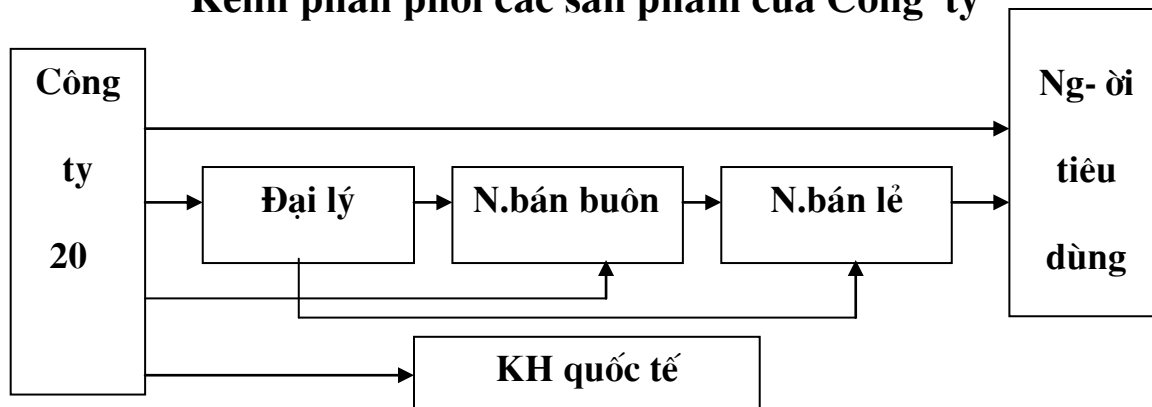 Kênh phân phối các sản phẩm của Công ty
Công
ty
20
Đại lý
N.bán buôn
N.bán lẻ
Ng- ời
tiêu
dùng
KH quốc tế